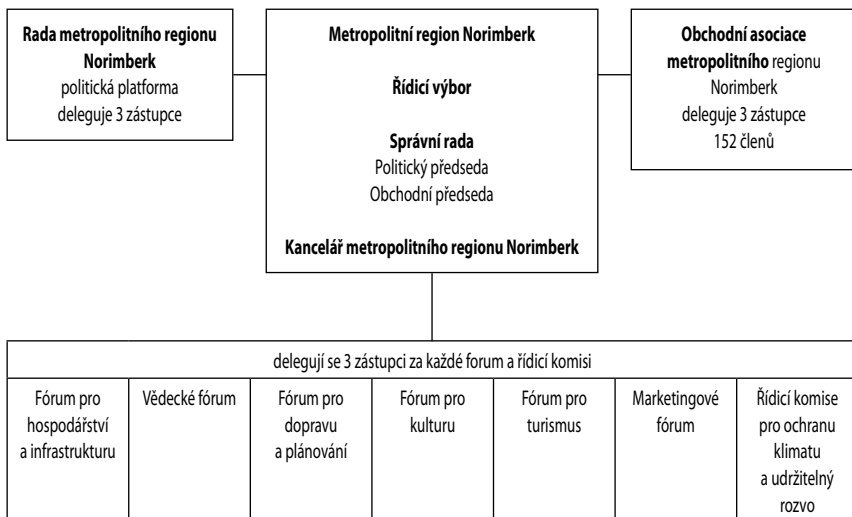 Rada metropolitního regionu
Norimberk
politická platforma
deleguje 3 zástupce
Metropolitní region Norimberk
Řídicí výbor
Správní rada
Politický předseda
Obchodní předseda
Kancelář metropolitního regionu Norimberk
Obchodní asociace
metropolitního regionu
Norimberk
deleguje 3 zástupce
152 členů
delegují se 3 zástupci za každé forum a řídicí komisi
Fórum pro
hospodářství
a infrastrukturu
Vědecké fórum
Fórum pro
dopravu
a plánování
Fórum pro
kulturu
Fórum pro
turismus
Marketingové
fórum
Řídicí komise
pro ochranu
klimatu
a udržitelný
rozvo